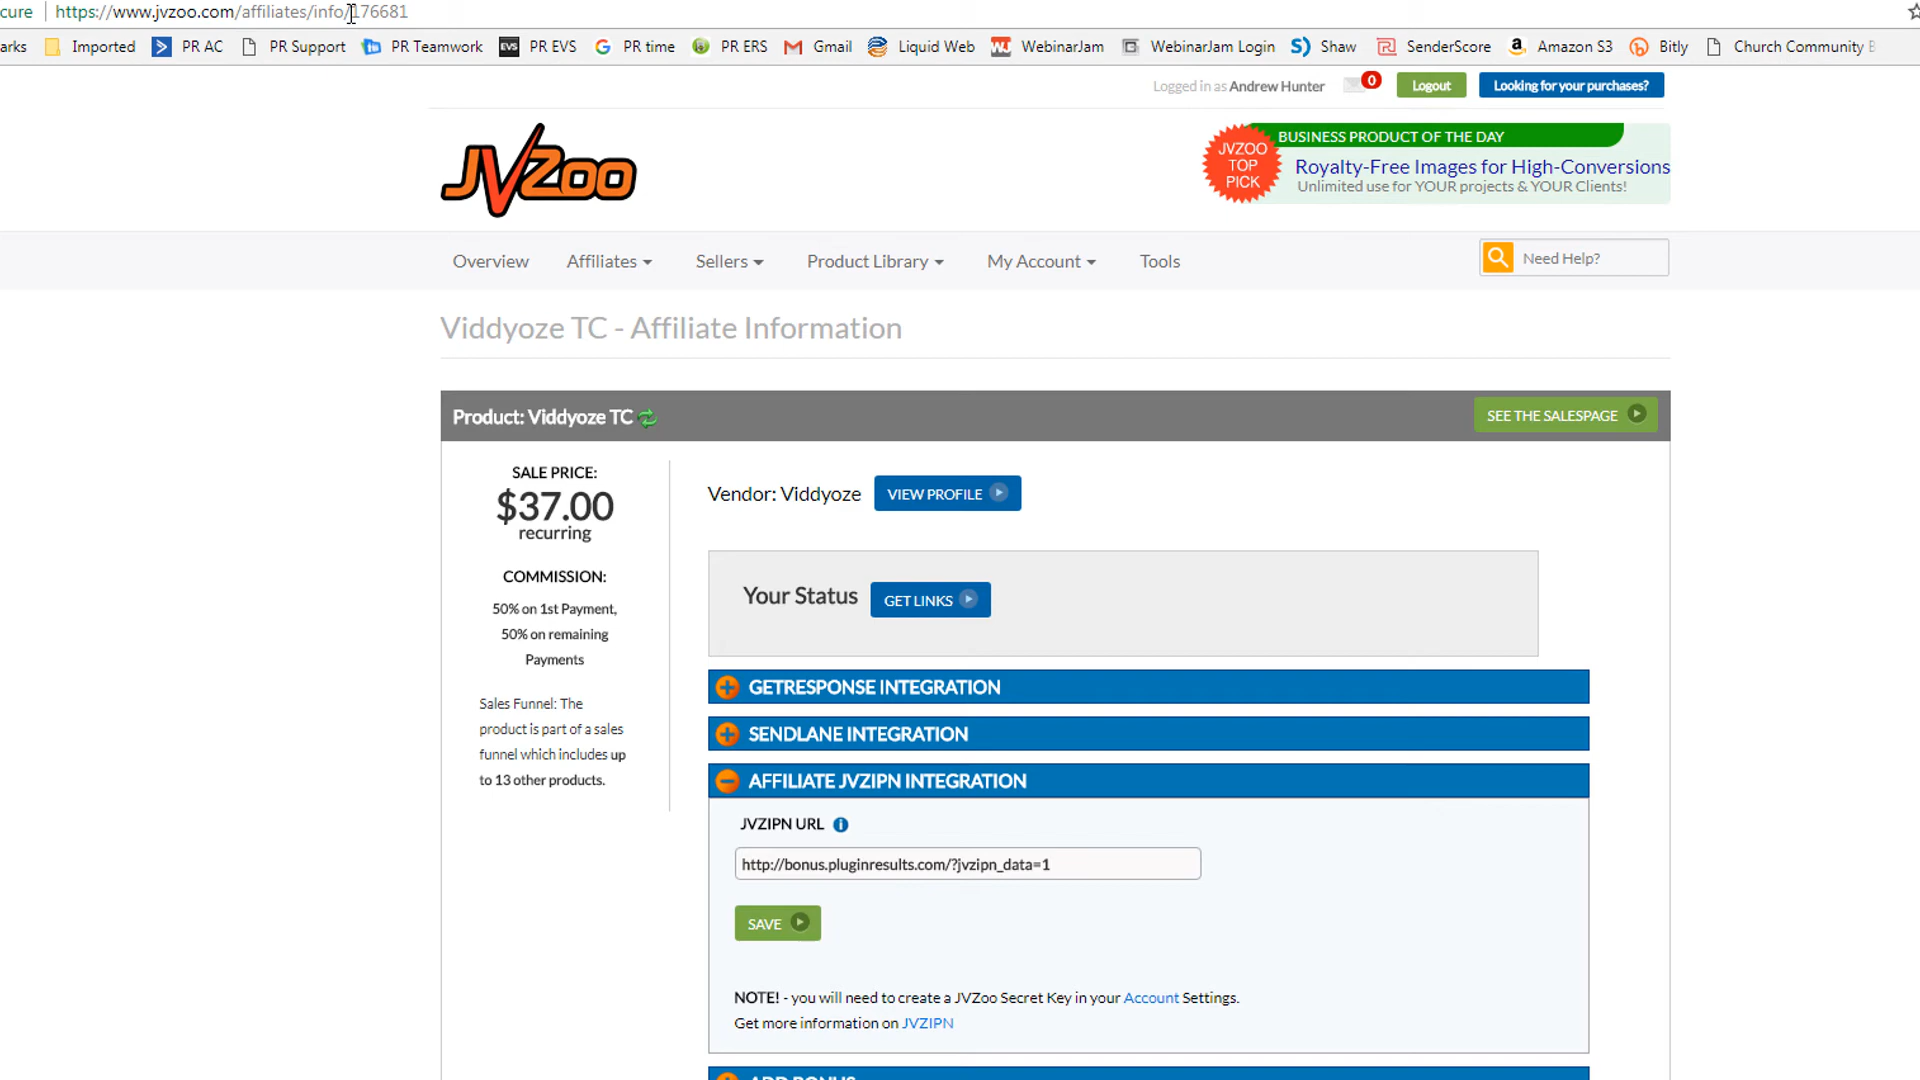 cure https://www.jvzoo.com/affiliates/info/176681
arks Imported PR AC PR Support PR Teamwork EVS PR EVS PR time PR ERS Gmail Liquid Web WebinarJam WebinarJam Login Shaw SenderScore Amazon S3 Bitly Church Community
Logged in as Andrew Hunter 0 Logout Looking for your purchases?
JVZoo
JVZOO TOP PICK
BUSINESS PRODUCT OF THE DAY
Royalty-Free Images for High-Conversions
Unlimited use for YOUR projects & YOUR Clients!
Overview Affiliates Sellers Product Library My Account Tools Need Help?
Viddyoze TC - Affiliate Information
Product: Viddyoze TC SEE THE SALESPAGE
SALE PRICE:
$37.00
recurring
COMMISSION:
50% on 1st Payment,
50% on remaining
Payments
Sales Funnel: The
product is part of a sales
funnel which includes up
to 13 other products.
Vendor: Viddyoze VIEW PROFILE
Your Status GET LINKS
GETRESPONSE INTEGRATION
SENDLANE INTEGRATION
AFFILIATE JVZIPN INTEGRATION
JVZIPN URL
http://bonus.pluginresults.com/?jvzipn_data=1
SAVE
NOTE! - you will need to create a JVZoo Secret Key in your Account Settings.
Get more information on JVZIPN
ADD BONUS